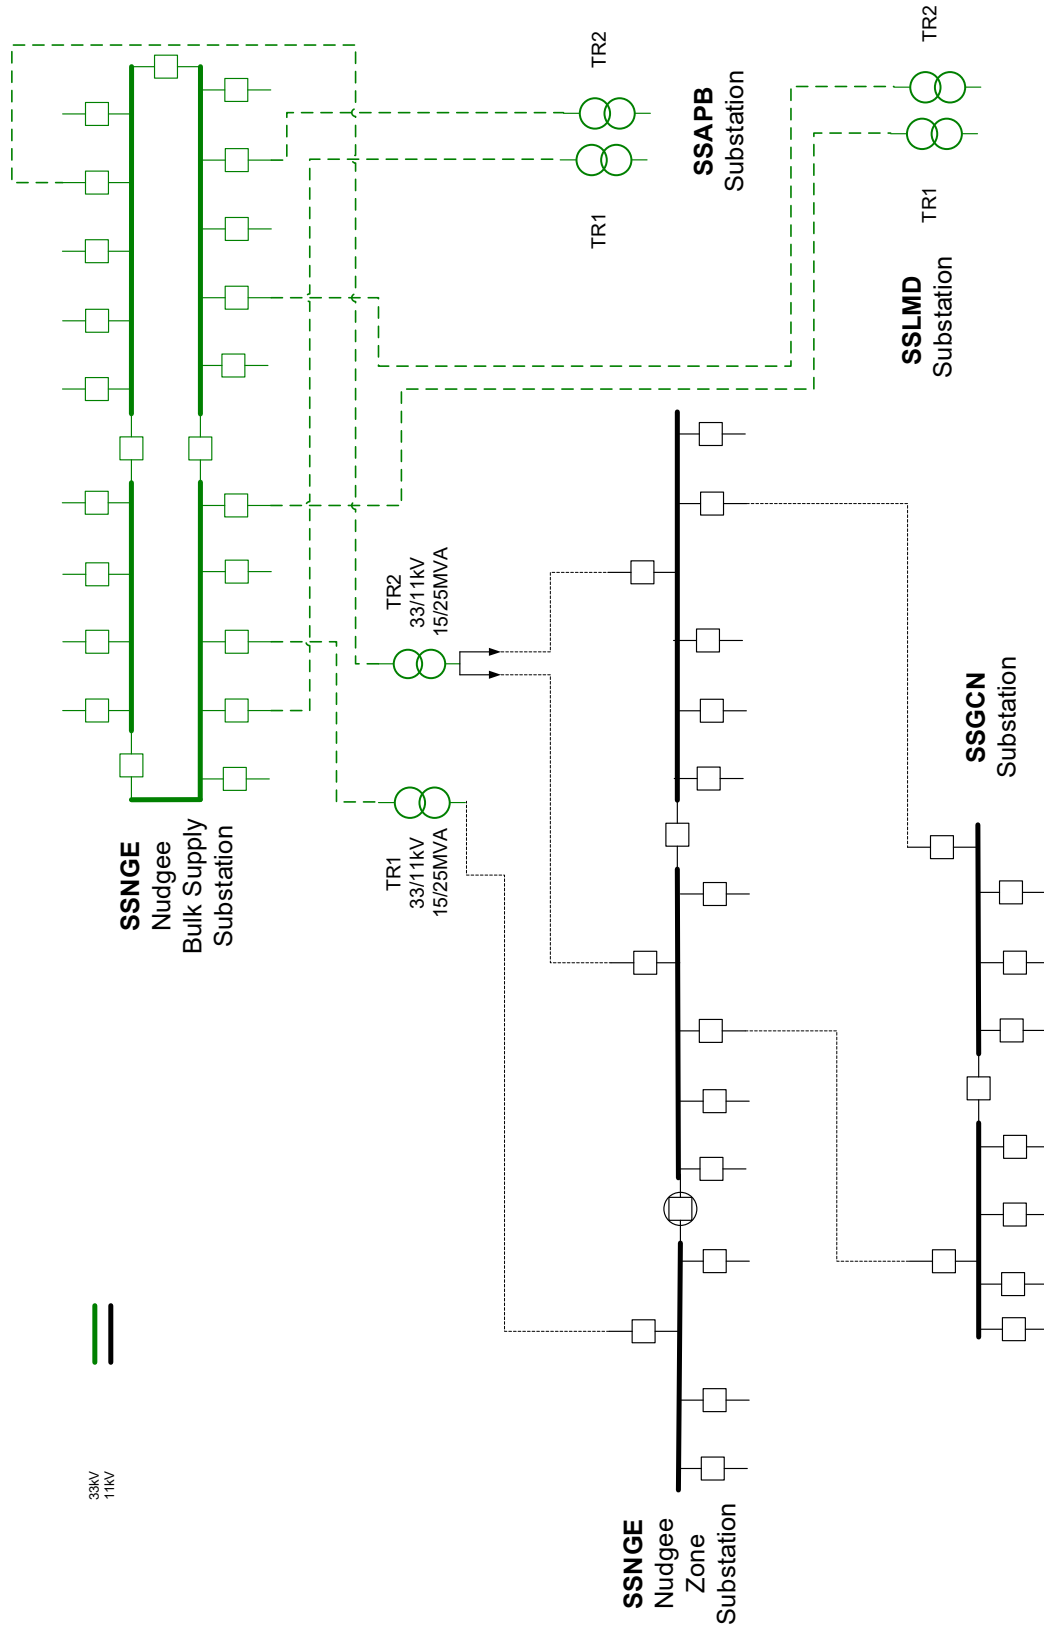 33kV
11kV
SSNGE
Nudgee
Bulk Supply
Substation
TR1
33/11kV
15/25MVA
TR2
33/11kV
15/25MVA
TR1
TR2
SSAPB
Substation
TR1
TR2
SSLMD
Substation
SSNGE
Nudgee
Zone
Substation
SSGCN
Substation